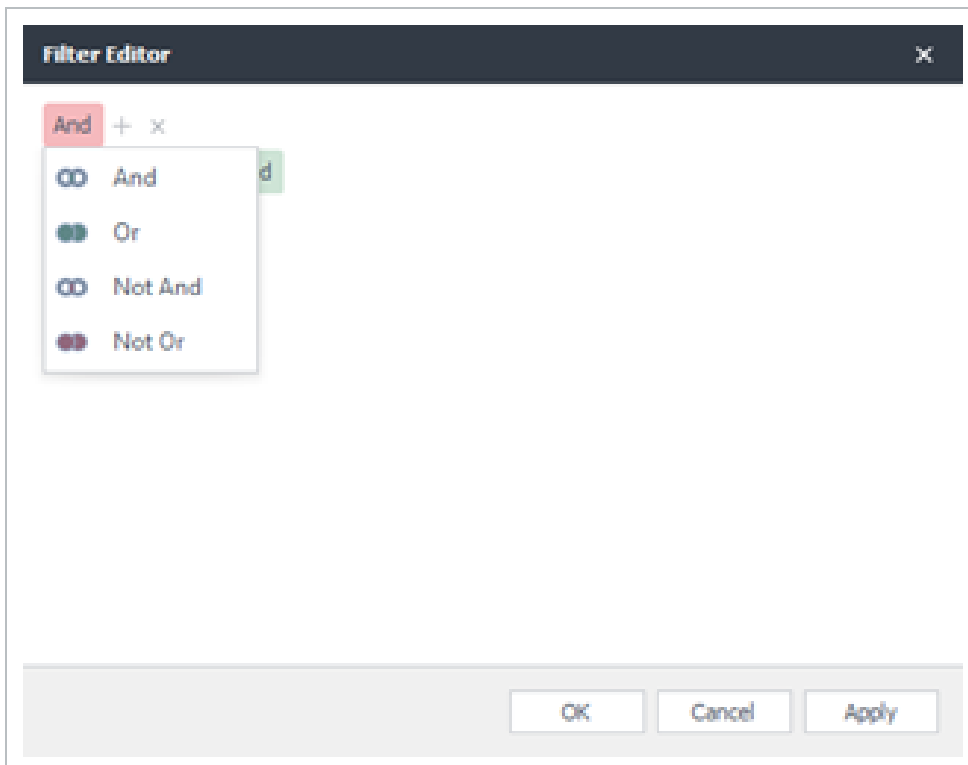 Filter Editor
And
And
d
Or
Not And
Not Or
OK Cancel Apply